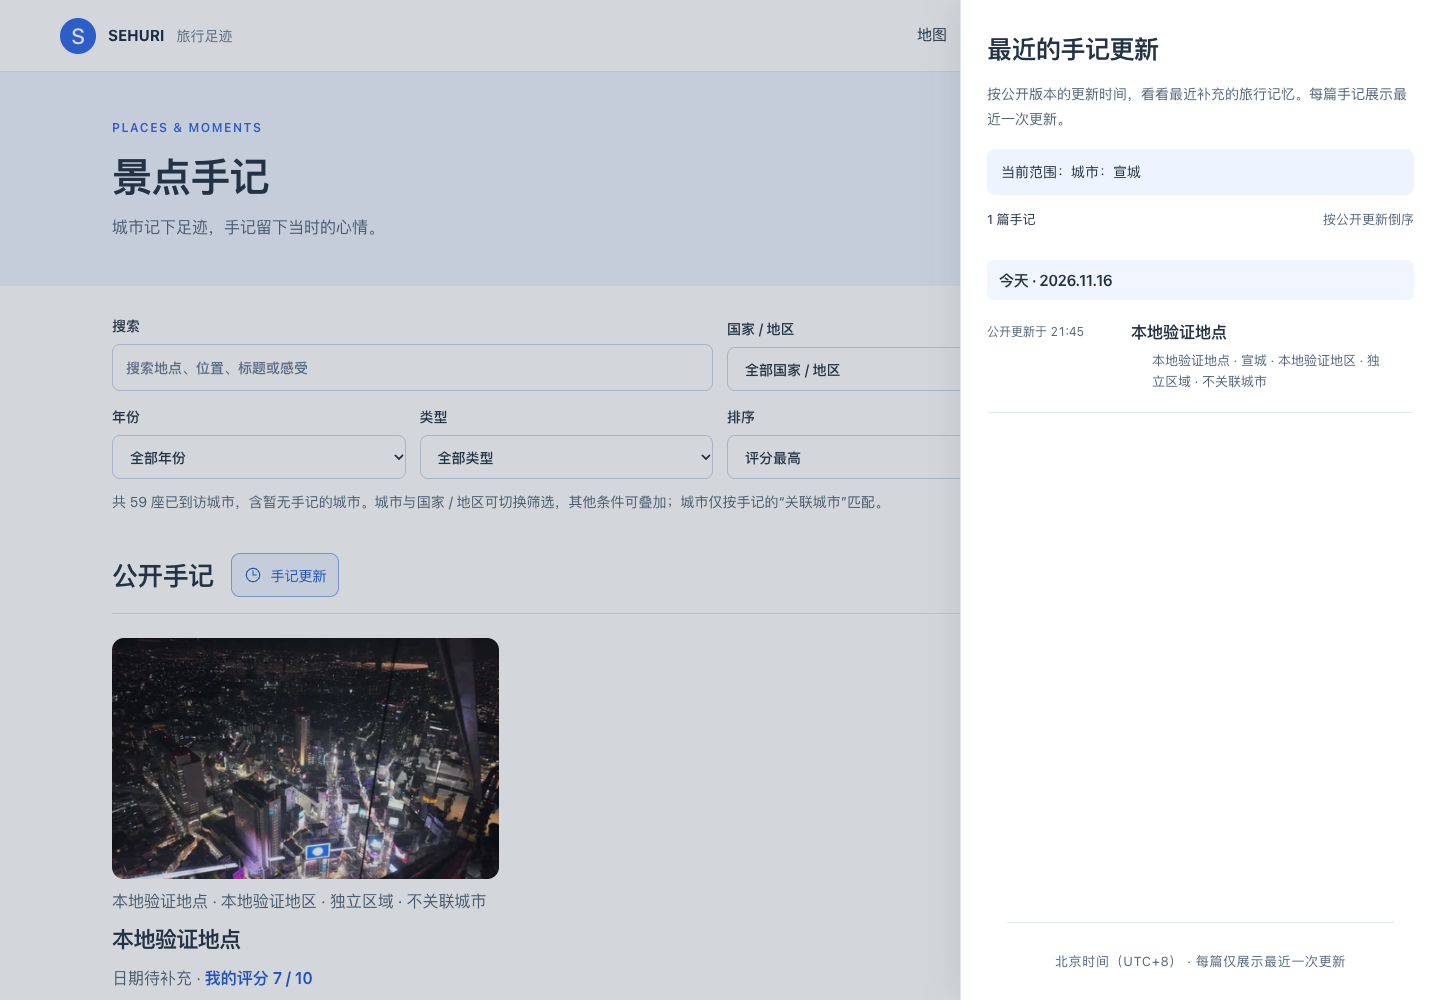 S
SEHURI 旅行足迹
地图
PLACES & MOMENTS
景点手记
城市记下足迹，手记留下当时的心情。
搜索
搜索地点、位置、标题或感受
国家 / 地区
全部国家 / 地区
年份
全部年份
类型
全部类型
排序
评分最高
共 59 座已到访城市，含暂无手记的城市。城市与国家 / 地区可切换筛选，其他条件可叠加；城市仅按手记的“关联城市”匹配。
公开手记
手记更新
本地验证地点 · 本地验证地区 · 独立区域 · 不关联城市
本地验证地点
日期待补充 · 我的评分 7 / 10
最近的手记更新
按公开版本的更新时间，看看最近补充的旅行记忆。每篇手记展示最
近一次更新。
当前范围：城市：宣城
1 篇手记
按公开更新倒序
今天 · 2026.11.16
公开更新于 21:45
本地验证地点
本地验证地点 · 宣城 · 本地验证地区 · 独
立区域 · 不关联城市
北京时间（UTC+8） · 每篇仅展示最近一次更新